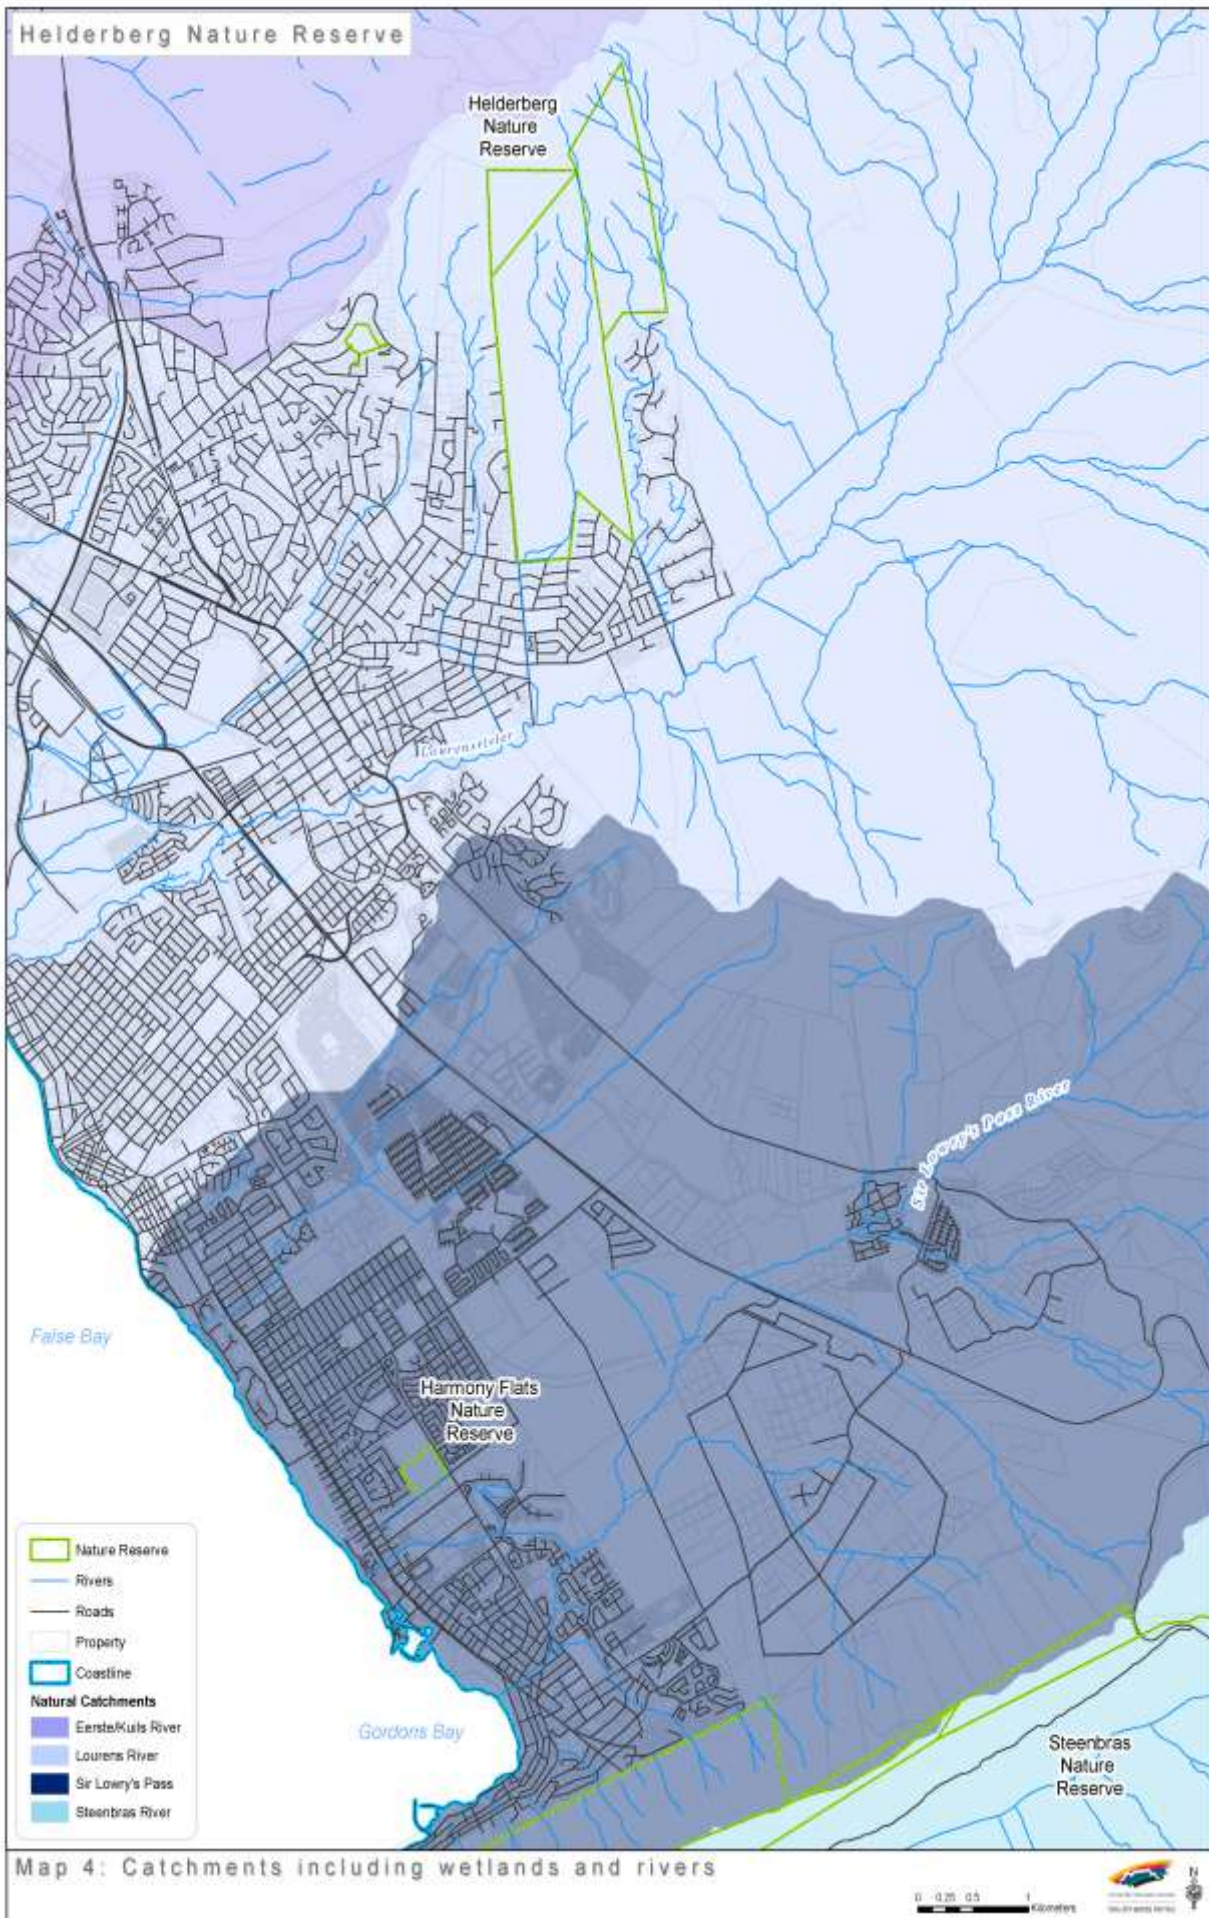 Helderberg Nature Reserve
Helderberg
Nature
Reserve
Lourensrivier
Sir Lowry's Pass River
False Bay
Harmony Flats
Nature
Reserve
Gordons Bay
Steenbras
Nature
Reserve
Nature Reserve
Rivers
Roads
Property
Coastline
Natural Catchments
Eerste/Kuils River
Lourens River
Sir Lowry's Pass
Steenbras River
Map 4: Catchments including wetlands and rivers
0 0.25 0.5 1
Kilometers
N